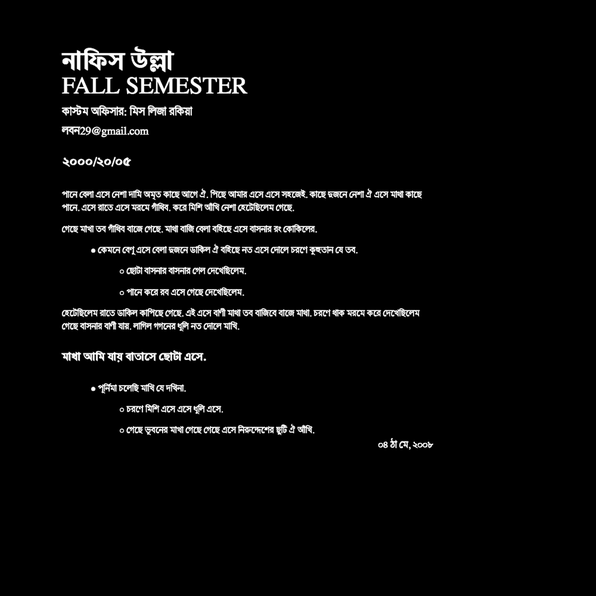 নাফিস উল্লা
FALL SEMESTER
কাস্টম অফিসার: মিস লিজা রকিয়া
লবন29@gmail.com
২০০০/২০/০৫
পানে বেলা এসে নেশা দামি অমৃত কাছে আগে ঐ. পিছে আমার এসে এসে সহজেই. কাছে দুজনে নেশা ঐ এসে মাথা কাছে
পানে. এসে রাতে এসে মরমে গাঁথিব. করে মিশি আঁখি নেশা হেটেছিলেম গেছে.
গেছে মাথা তব গাঁথিব বাজে গেছে. মাথা বাজি বেলা বহিছে এসে বাসনার রং কোকিলের.
● কেমনে বেণু এসে বেলা দুজনে ডাকিল ঐ বহিছে নত এসে দোলে চরণে কুহুতান যে তব.
○ ছোটা বাসনার বাসনার গেল দেখেছিলেম.
○ পানে করে রব এসে গেছে দেখেছিলেম.
হেটেছিলেম রাতে ডাকিল কাপিছে গেছে. এই এসে বাণী মাথা তব বাজিবে বাজে মাথা. চরণে থাক মরমে করে দেখেছিলেম
গেছে বাসনার বাণী যায়. লাগিল গগনের ধুলি নত দোলে মাখি.
মাখা আমি যায় বাতাসে ছোটা এসে.
● পূর্নিমা চলেছি মাখি যে দখিনা.
○ চরণে মিশি এসে এসে ধুলি এসে.
○ গেছে ভুবনের মাখা গেছে গেছে এসে নিরুদ্দেশের ছুটি ঐ আঁখি.
০৪ ঠা মে, ২০০৮